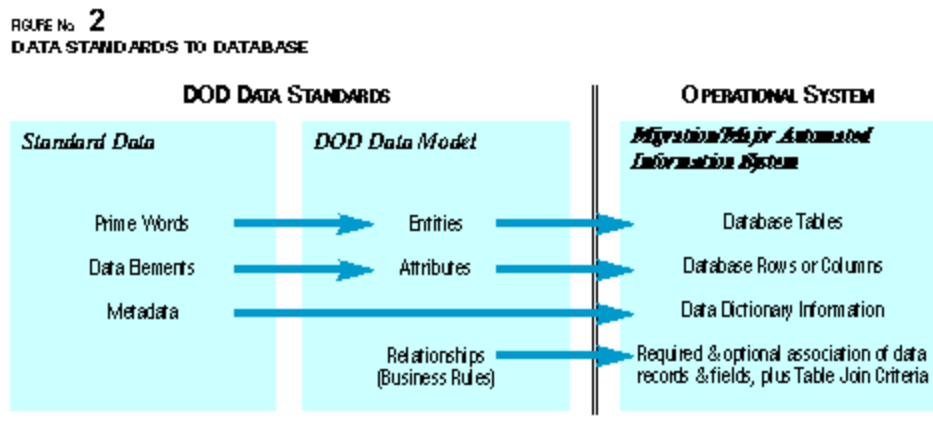 FIGURE No. 2
DATA STANDARDS TO DATABASE
DOD DATA STANDARDS
OPERATIONAL SYSTEM
Standard Data
DOD Data Model
Migration/Major Automated
Information System
Prime Words
Entities
Database Tables
Data Elements
Attributes
Database Rows or Columns
Metadata
Data Dictionary Information
Relationships
(Business Rules)
Required & optional association of data
records & fields, plus Table Join Criteria